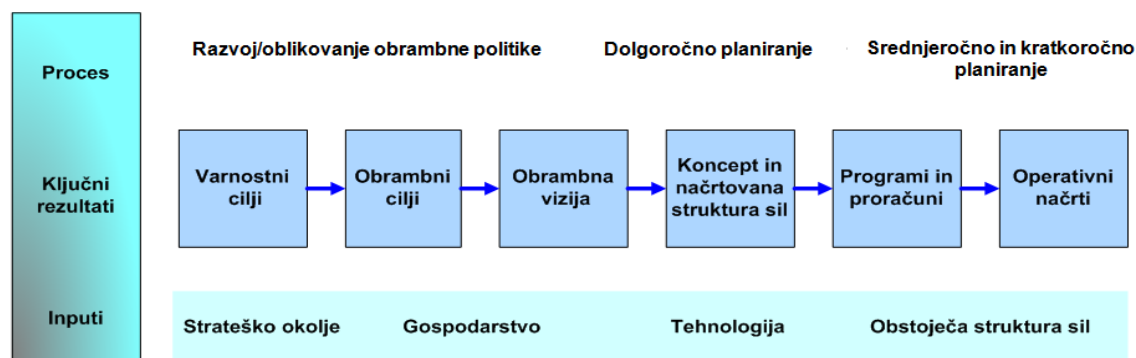 Proces
Razvoj/oblikovanje obrambne politike
Dolgoročno planiranje
Srednjeročno in kratkoročno
planiranje
Ključni
rezultati
Varnostni
cilji
Obrambni
cilji
Obrambna
vizija
Koncept in
načrtovana
struktura sil
Programi in
proračuni
Operativni
načrti
Inputi
Strateško okolje
Gospodarstvo
Tehnologija
Obstoječa struktura sil